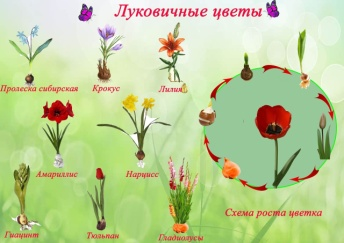 Луковичные цветы
Пролеска сибирская
Крокус
Лилия
Амариллис
Нарцисс
Гиацинт
Тюльпан
Гладиолусы
Схема роста цветка